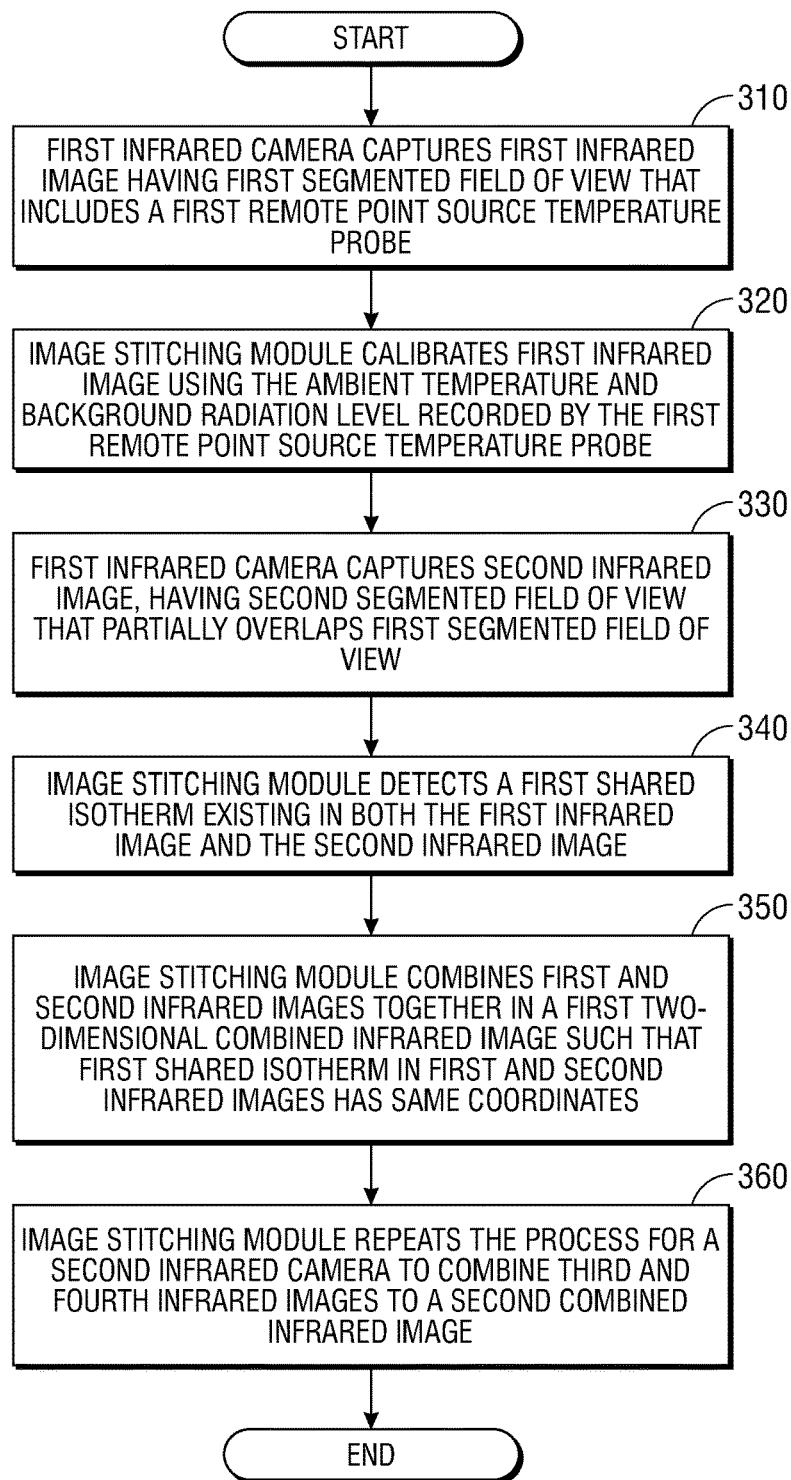 START
310
FIRST INFRARED CAMERA CAPTURES FIRST INFRARED
IMAGE HAVING FIRST SEGMENTED FIELD OF VIEW THAT
INCLUDES A FIRST REMOTE POINT SOURCE TEMPERATURE
PROBE
320
IMAGE STITCHING MODULE CALIBRATES FIRST INFRARED
IMAGE USING THE AMBIENT TEMPERATURE AND
BACKGROUND RADIATION LEVEL RECORDED BY THE FIRST
REMOTE POINT SOURCE TEMPERATURE PROBE
330
FIRST INFRARED CAMERA CAPTURES SECOND INFRARED
IMAGE, HAVING SECOND SEGMENTED FIELD OF VIEW
THAT PARTIALLY OVERLAPS FIRST SEGMENTED FIELD OF
VIEW
340
IMAGE STITCHING MODULE DETECTS A FIRST SHARED
ISOTHERM EXISTING IN BOTH THE FIRST INFRARED
IMAGE AND THE SECOND INFRARED IMAGE
350
IMAGE STITCHING MODULE COMBINES FIRST AND
SECOND INFRARED IMAGES TOGETHER IN A FIRST TWO-
DIMENSIONAL COMBINED INFRARED IMAGE SUCH THAT
FIRST SHARED ISOTHERM IN FIRST AND SECOND
INFRARED IMAGES HAS SAME COORDINATES
360
IMAGE STITCHING MODULE REPEATS THE PROCESS FOR A
SECOND INFRARED CAMERA TO COMBINE THIRD AND
FOURTH INFRARED IMAGES TO A SECOND COMBINED
INFRARED IMAGE
END